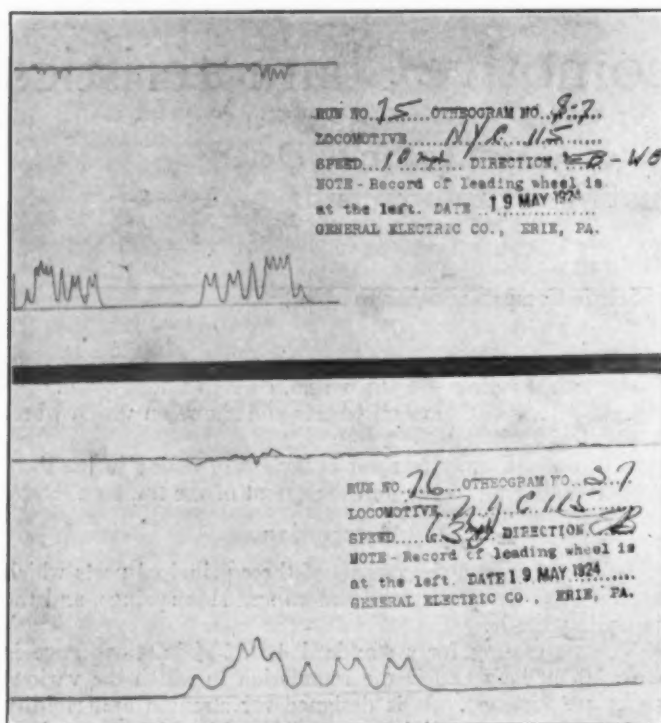 RUN NO. 75 OTHEOGRAM NO. S-7
LOCOMOTIVE N Y C 115
SPEED 10 mph DIRECTION, EB - WB
NOTE - Record of leading wheel is
at the left. DATE 19 MAY 1924
GENERAL ELECTRIC CO., ERIE, PA.
RUN NO. 76 OTHEOGRAM NO. S7
LOCOMOTIVE N Y C 115
SPEED mph DIRECTION
NOTE - Record of leading wheel is
at the left. DATE 19 MAY 1924
GENERAL ELECTRIC CO., ERIE, PA.